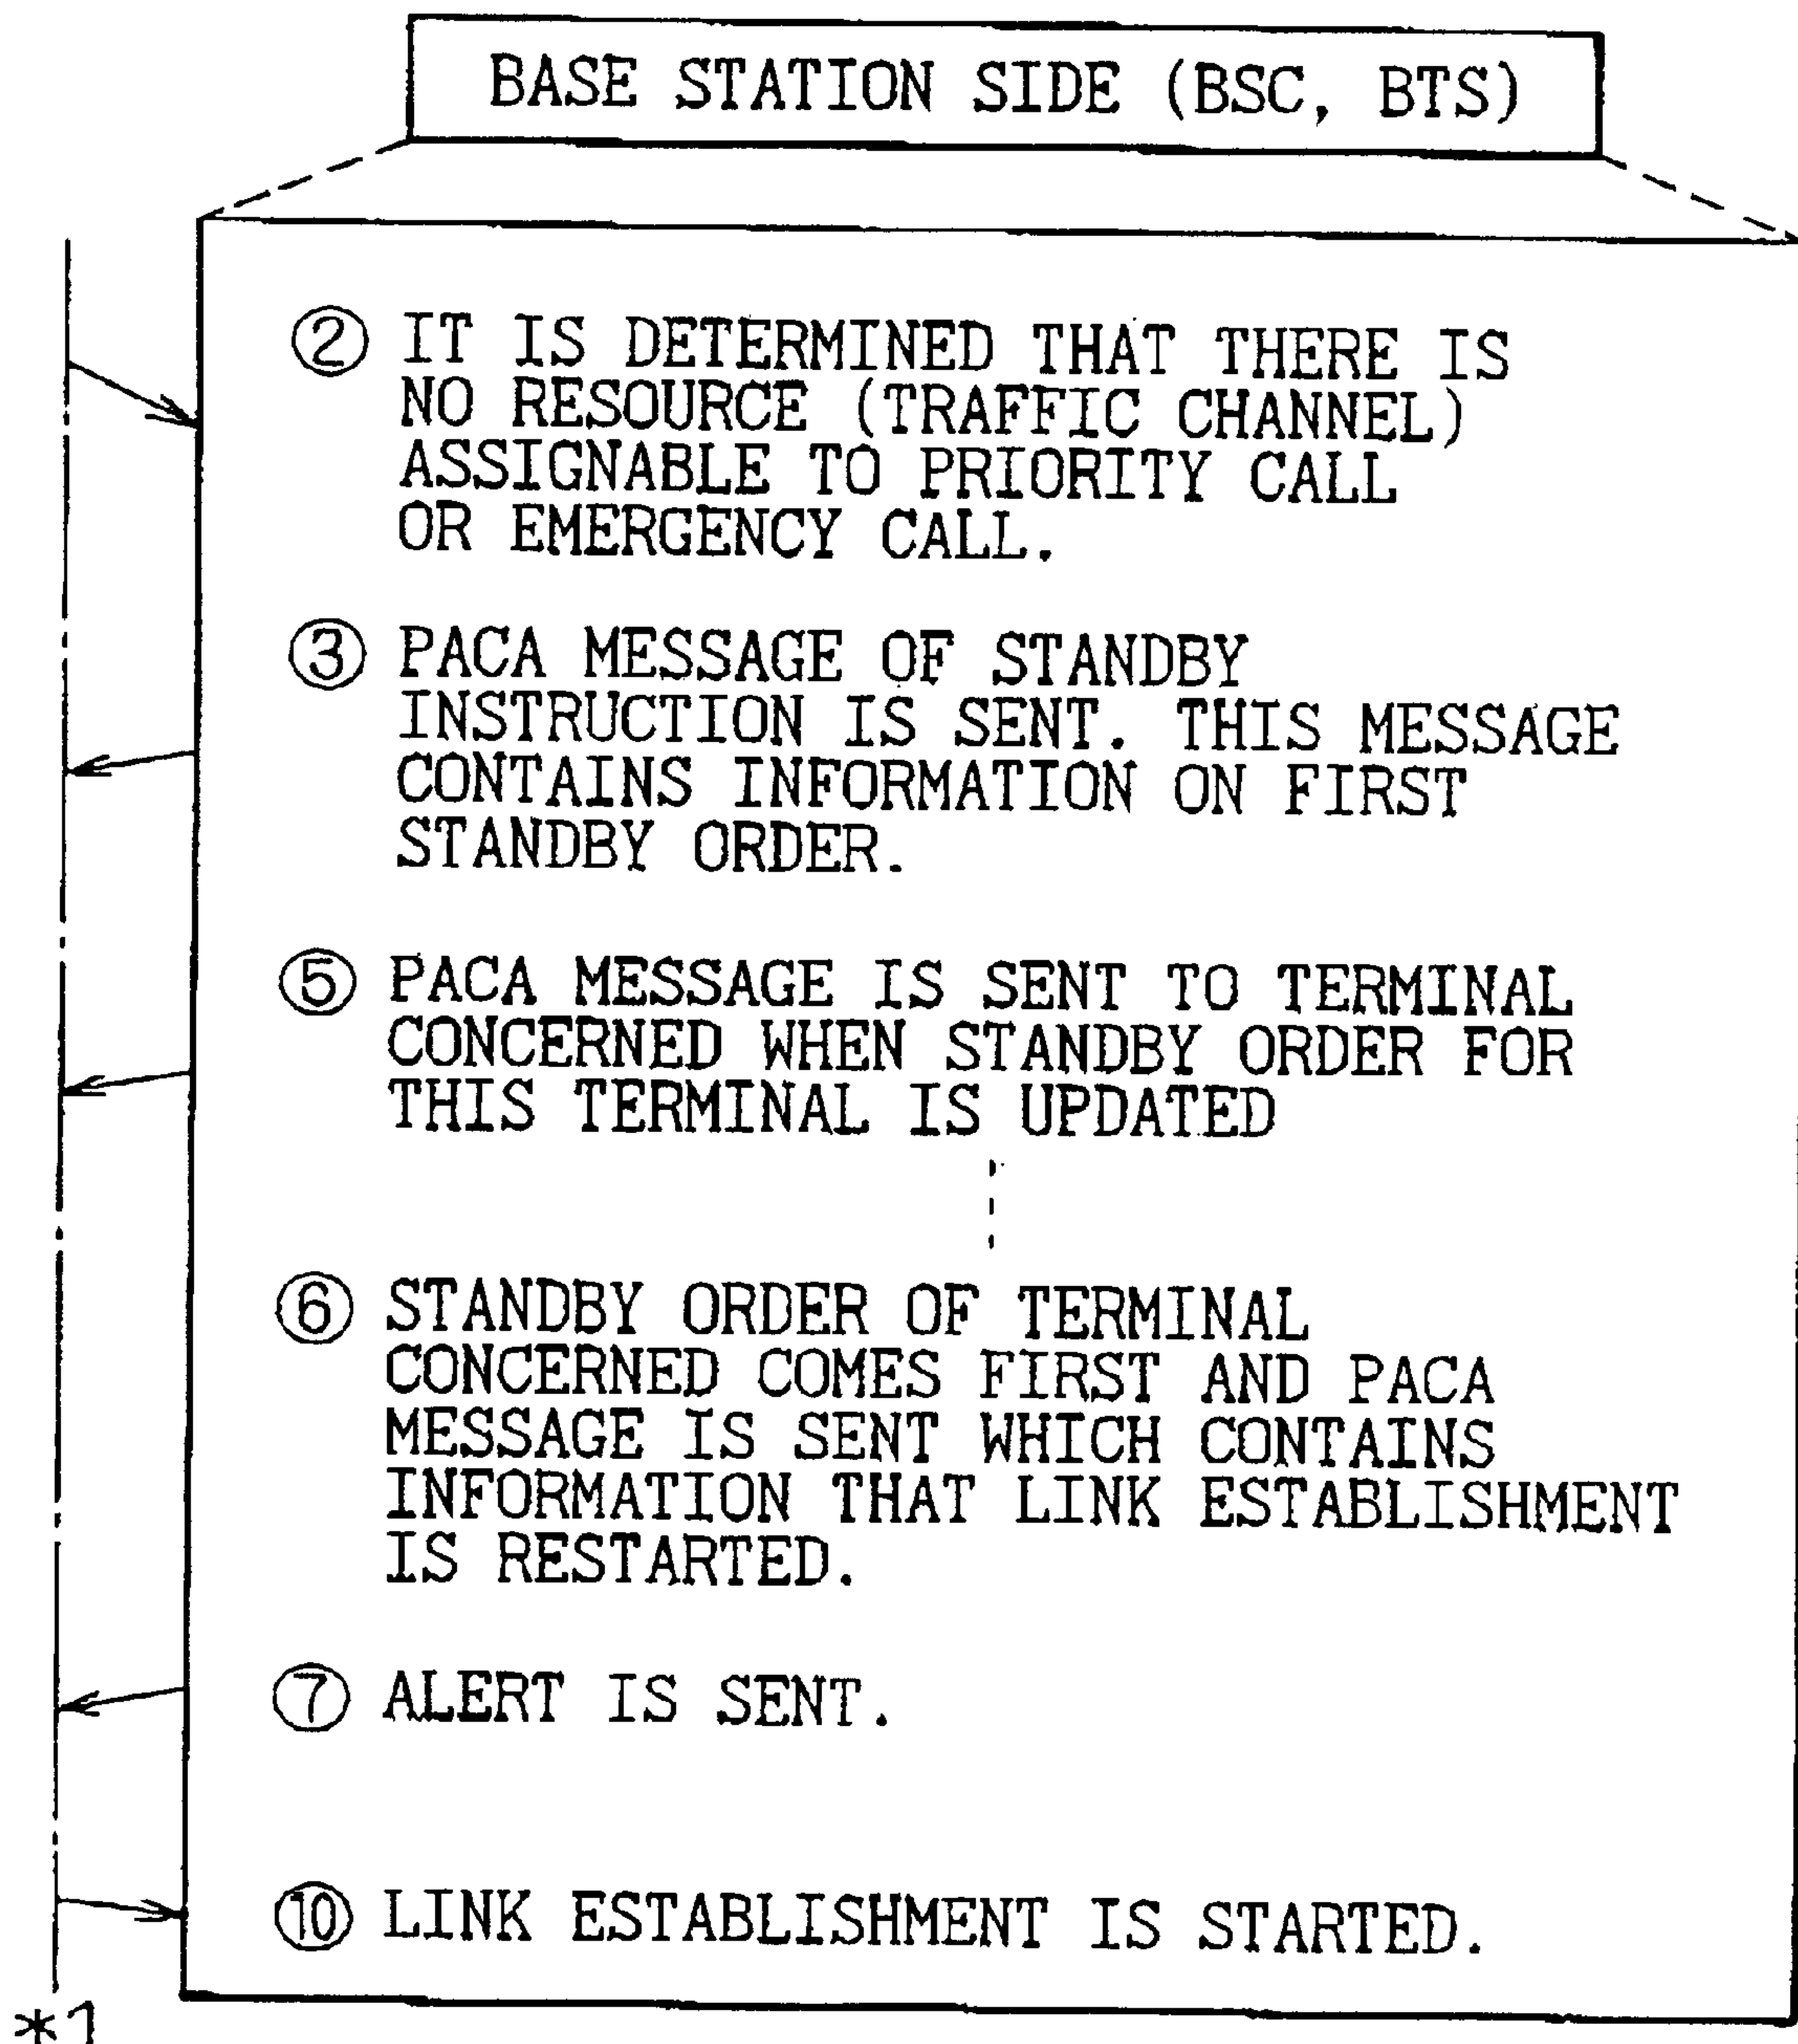 BASE STATION SIDE (BSC, BTS)
② IT IS DETERMINED THAT THERE IS
NO RESOURCE (TRAFFIC CHANNEL)
ASSIGNABLE TO PRIORITY CALL
OR EMERGENCY CALL.
③ PACA MESSAGE OF STANDBY
INSTRUCTION IS SENT. THIS MESSAGE
CONTAINS INFORMATION ON FIRST
STANDBY ORDER.
⑤ PACA MESSAGE IS SENT TO TERMINAL
CONCERNED WHEN STANDBY ORDER FOR
THIS TERMINAL IS UPDATED
⑥ STANDBY ORDER OF TERMINAL
CONCERNED COMES FIRST AND PACA
MESSAGE IS SENT WHICH CONTAINS
INFORMATION THAT LINK ESTABLISHMENT
IS RESTARTED.
⑦ ALERT IS SENT.
⑩ LINK ESTABLISHMENT IS STARTED.
*1